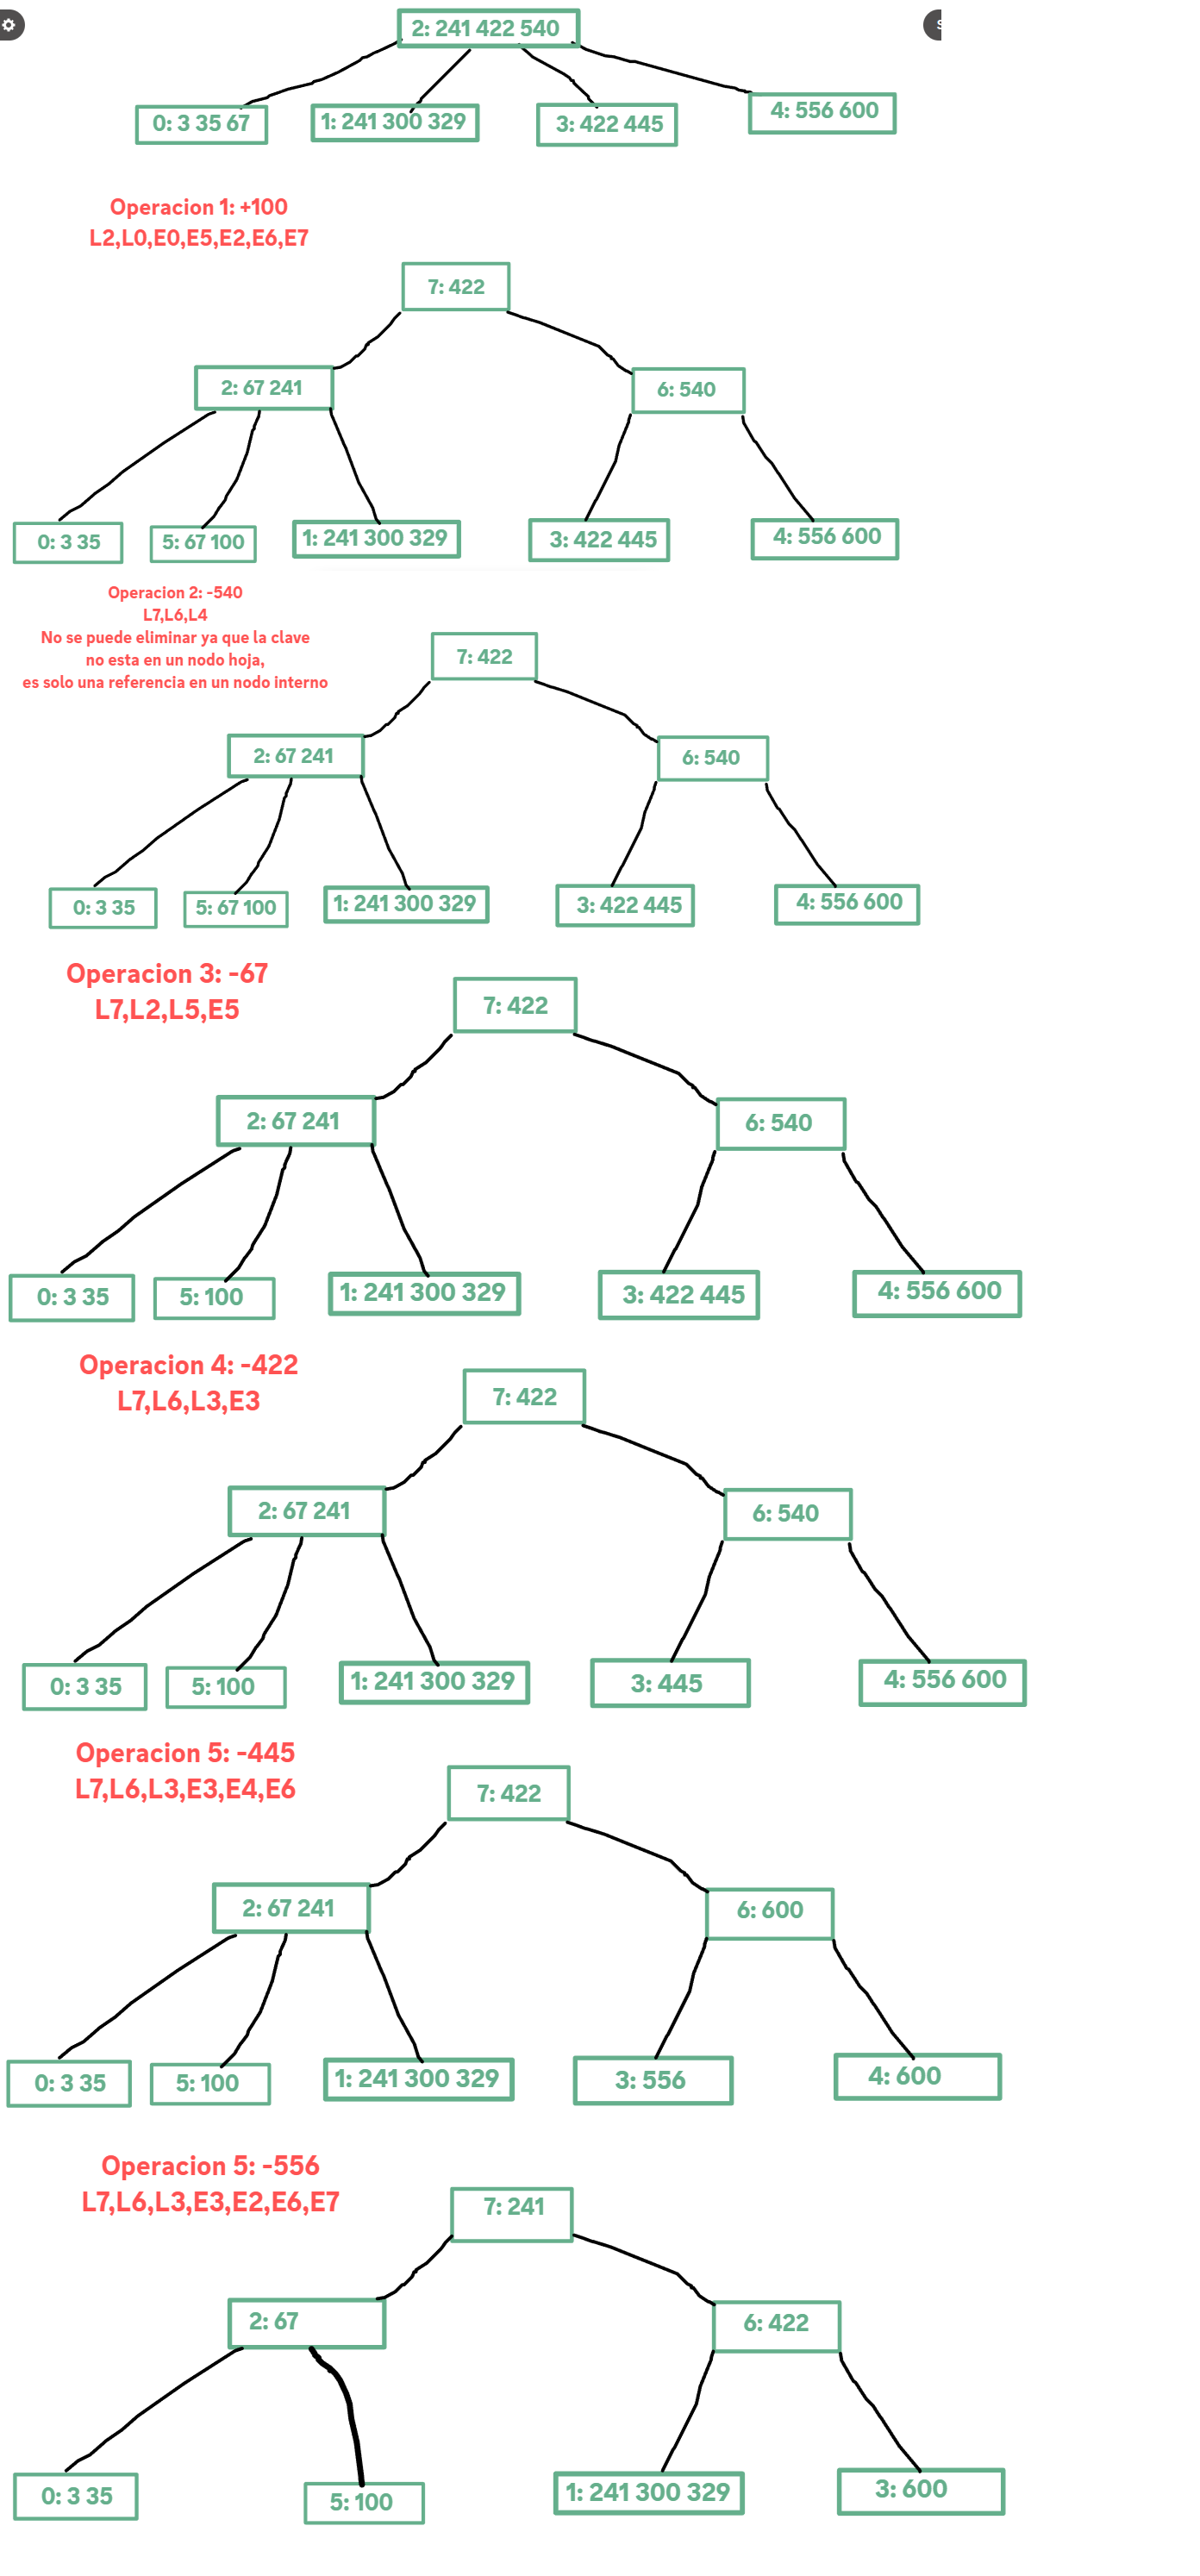 2: 241 422 540
0: 3 35 67
1: 241 300 329
3: 422 445
4: 556 600
Operacion 1: +100
L2,L0,E0,E5,E2,E6,E7
7: 422
2: 67 241
6: 540
0: 3 35
5: 67 100
1: 241 300 329
3: 422 445
4: 556 600
Operacion 2: -540
L7,L6,L4
No se puede eliminar ya que la clave
no esta en un nodo hoja,
es solo una referencia en un nodo interno
7: 422
2: 67 241
6: 540
0: 3 35
5: 67 100
1: 241 300 329
3: 422 445
4: 556 600
Operacion 3: -67
L7,L2,L5,E5
7: 422
2: 67 241
6: 540
0: 3 35
5: 100
1: 241 300 329
3: 422 445
4: 556 600
Operacion 4: -422
L7,L6,L3,E3
7: 422
2: 67 241
6: 540
0: 3 35
5: 100
1: 241 300 329
3: 445
4: 556 600
Operacion 5: -445
L7,L6,L3,E3,E4,E6
7: 422
2: 67 241
6: 600
0: 3 35
5: 100
1: 241 300 329
3: 556
4: 600
Operacion 5: -556
L7,L6,L3,E3,E2,E6,E7
7: 241
2: 67
6: 422
0: 3 35
5: 100
1: 241 300 329
3: 600